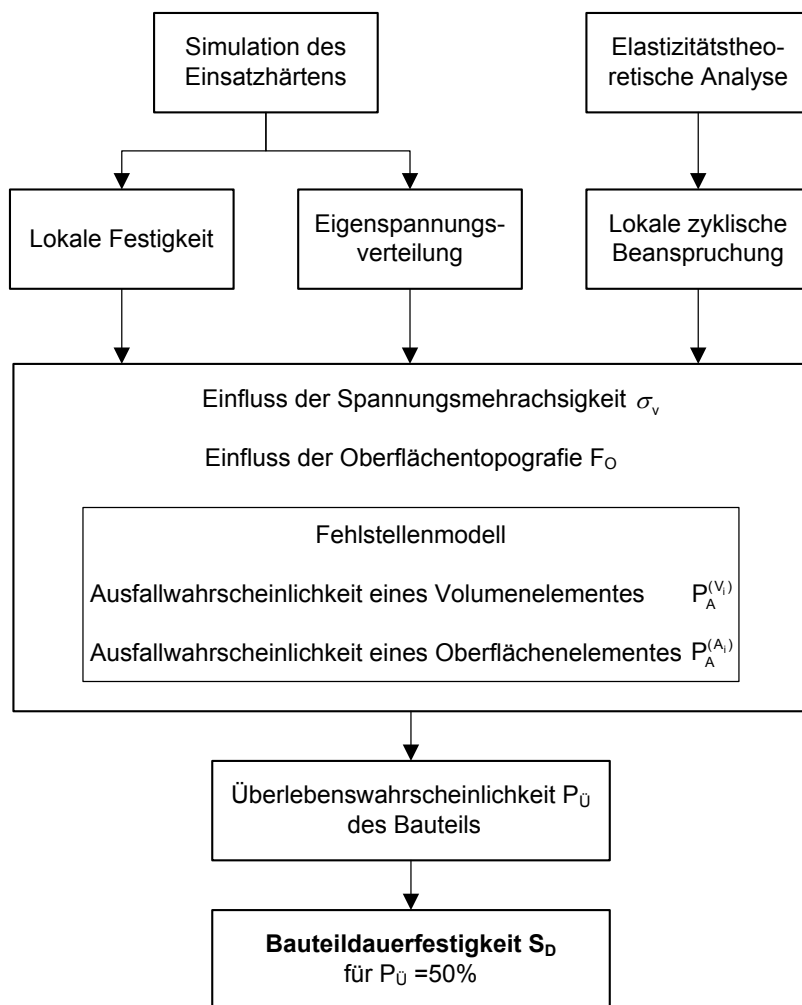 Simulation des
Einsatzhärtens
Elastizitätstheo-
retische Analyse
Lokale Festigkeit
Eigenspannungs-
verteilung
Lokale zyklische
Beanspruchung
Einfluss der Spannungsmehrachsigkeit σv
Einfluss der Oberflächentopografie FO
Fehlstellenmodell
Ausfallwahrscheinlichkeit eines Volumenelementes PA(Vi)
Ausfallwahrscheinlichkeit eines Oberflächenelementes PA(Ai)
Überlebenswahrscheinlichkeit PÜ
des Bauteils
Bauteildauerfestigkeit SD
für PÜ =50%